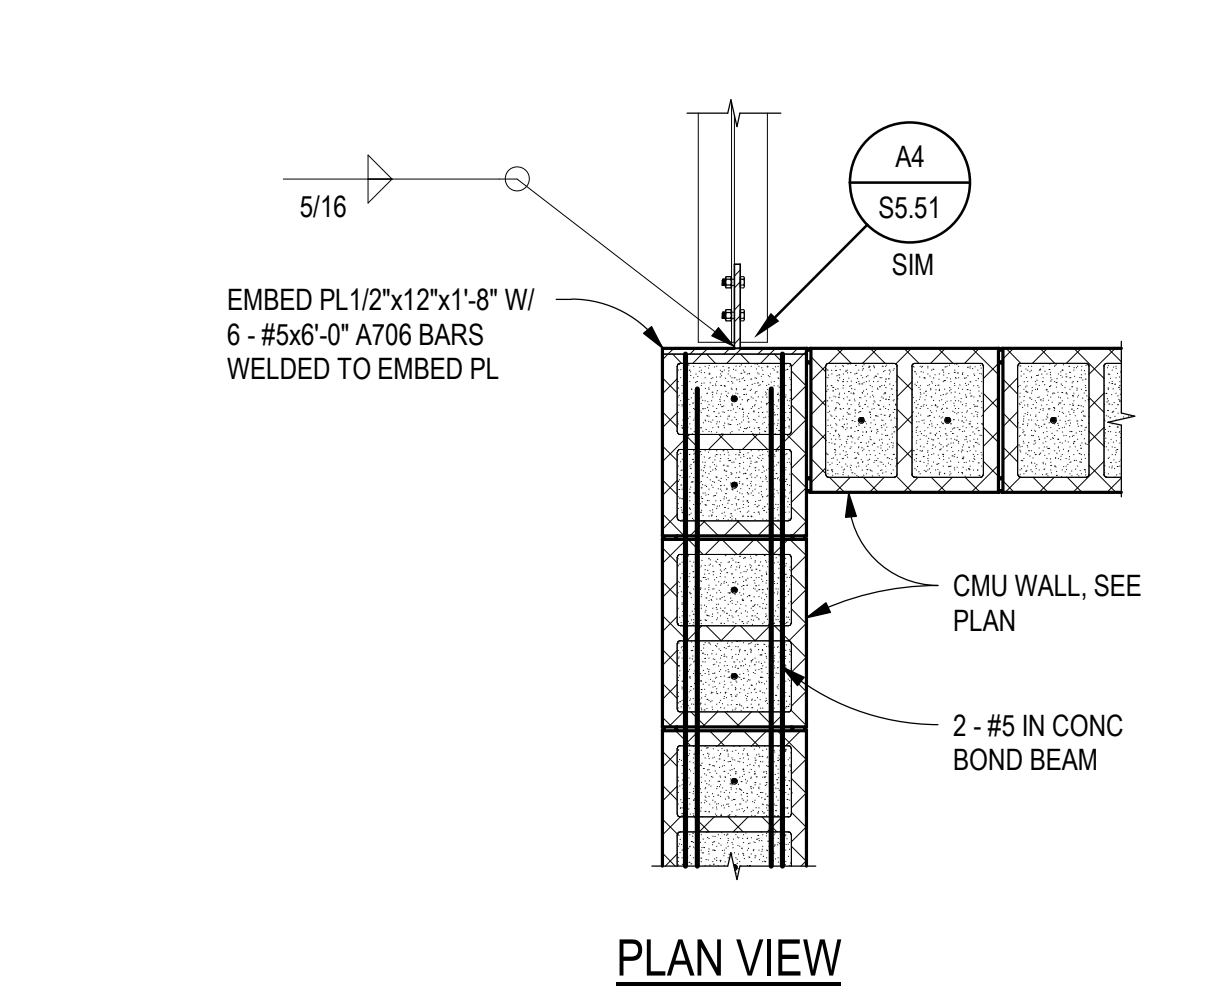 A4
S5.51
SIM
5/16
EMBED PL1/2"x12"x1'-8" W/
6 - #5x6'-0" A706 BARS
WELDED TO EMBED PL
CMU WALL, SEE
PLAN
2 - #5 IN CONC
BOND BEAM
PLAN VIEW